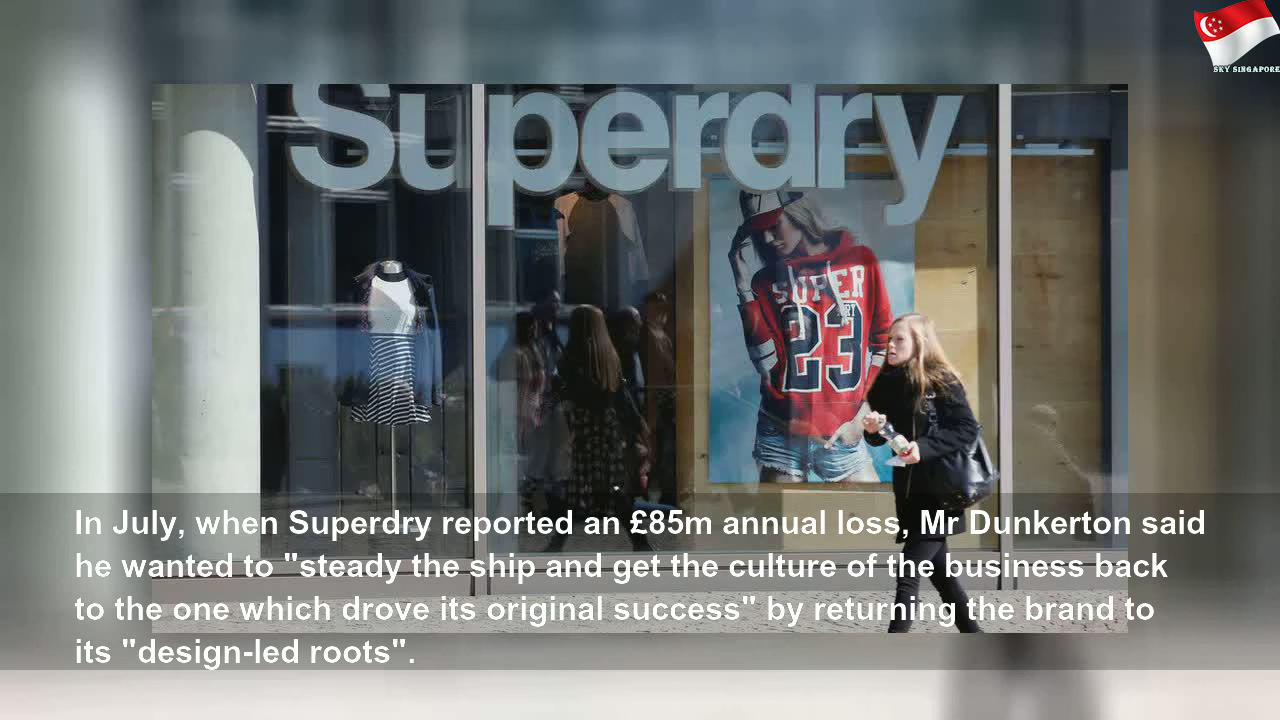 SKY SINGAPORE
Superdry
SUPER
DRY
23
In July, when Superdry reported an £85m annual loss, Mr Dunkerton said
he wanted to "steady the ship and get the culture of the business back
to the one which drove its original success" by returning the brand to
its "design-led roots".